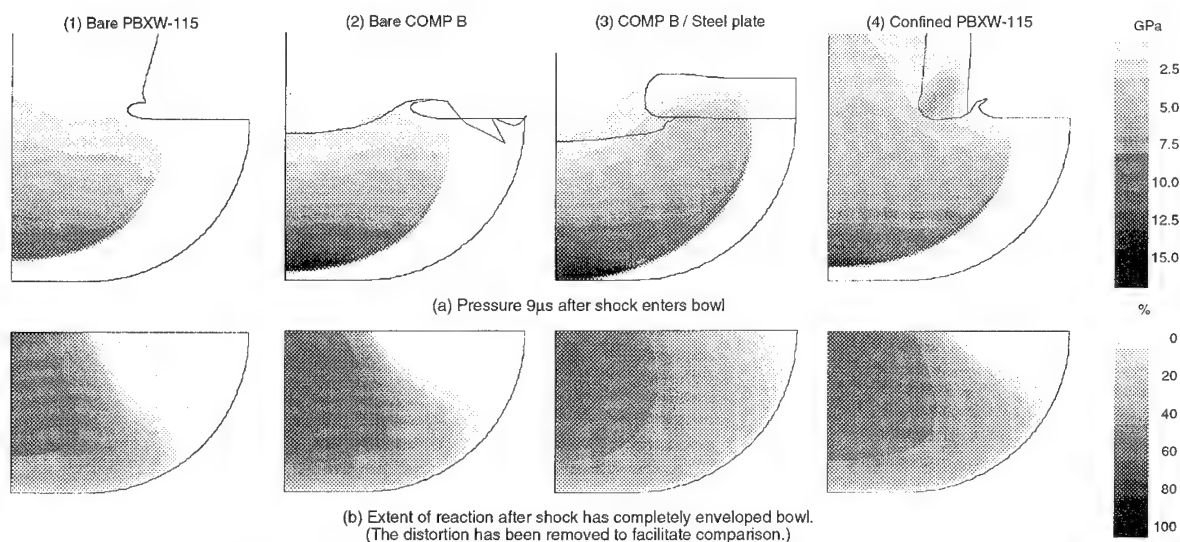 (1) Bare PBXW-115
(2) Bare COMP B
(3) COMP B / Steel plate
(4) Confined PBXW-115
GPa
2.5
5.0
7.5
10.0
12.5
15.0
(a) Pressure 9μs after shock enters bowl
%
0
20
40
60
80
100
(b) Extent of reaction after shock has completely enveloped bowl.
(The distortion has been removed to facilitate comparison.)